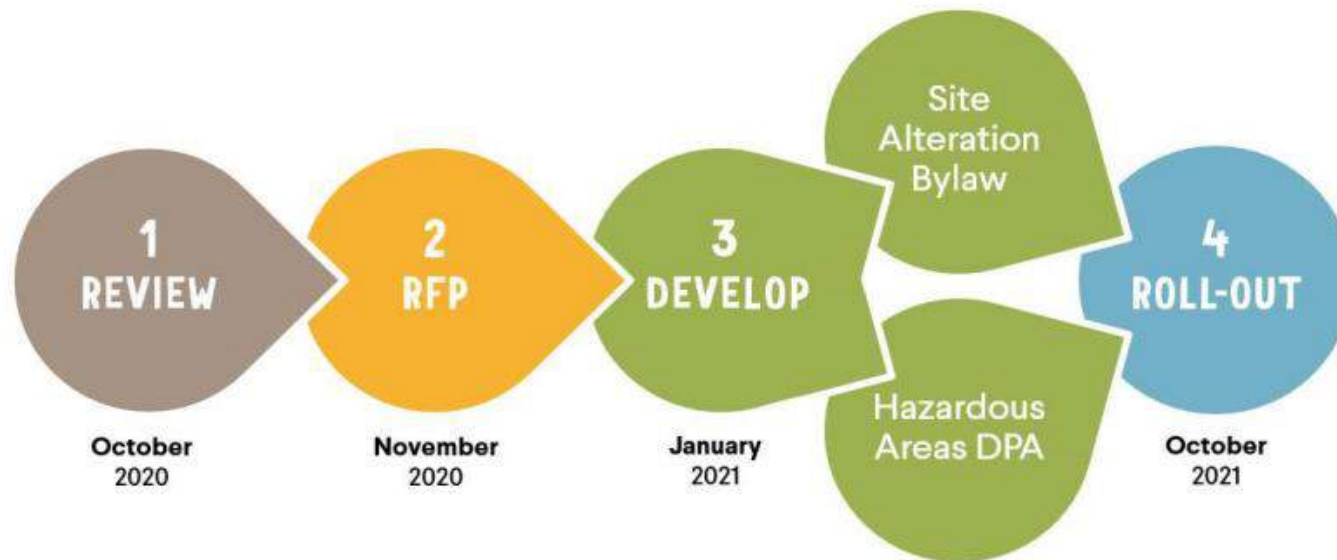 1
REVIEW
October
2020
2
RFP
November
2020
3
DEVELOP
January
2021
Site
Alteration
Bylaw
Hazardous
Areas DPA
4
ROLL-OUT
October
2021